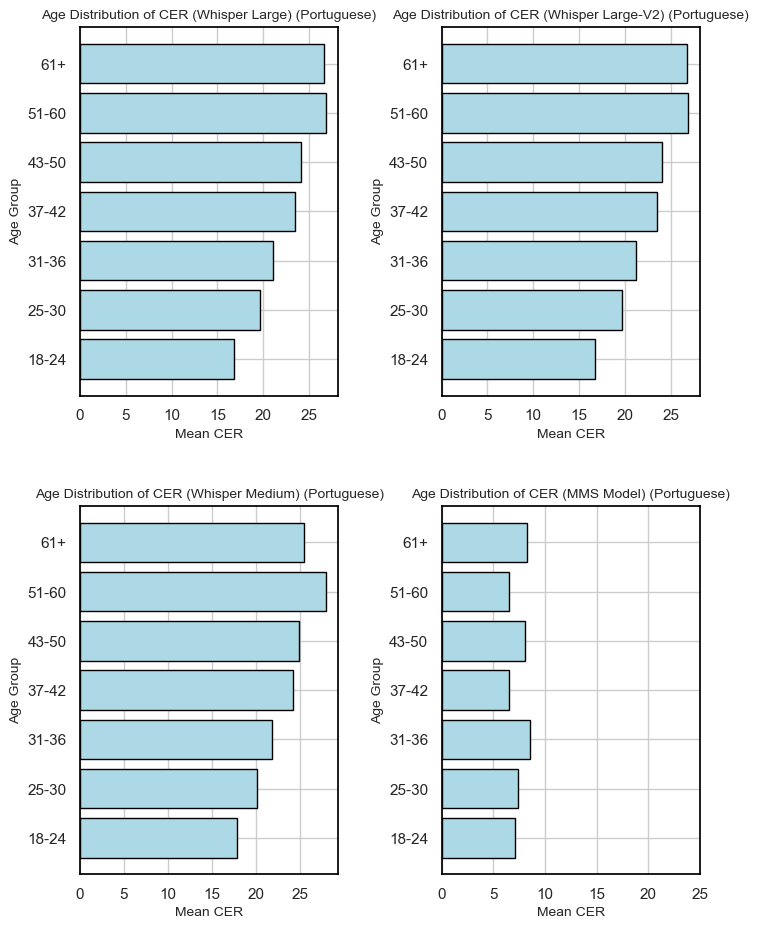 Age Distribution of CER (Whisper Large) (Portuguese)
Age Group
61+
51-60
43-50
37-42
31-36
25-30
18-24
0 5 10 15 20 25
Mean CER
Age Distribution of CER (Whisper Large-V2) (Portuguese)
Age Group
61+
51-60
43-50
37-42
31-36
25-30
18-24
0 5 10 15 20 25
Mean CER
Age Distribution of CER (Whisper Medium) (Portuguese)
Age Group
61+
51-60
43-50
37-42
31-36
25-30
18-24
0 5 10 15 20 25
Mean CER
Age Distribution of CER (MMS Model) (Portuguese)
Age Group
61+
51-60
43-50
37-42
31-36
25-30
18-24
0 5 10 15 20 25
Mean CER